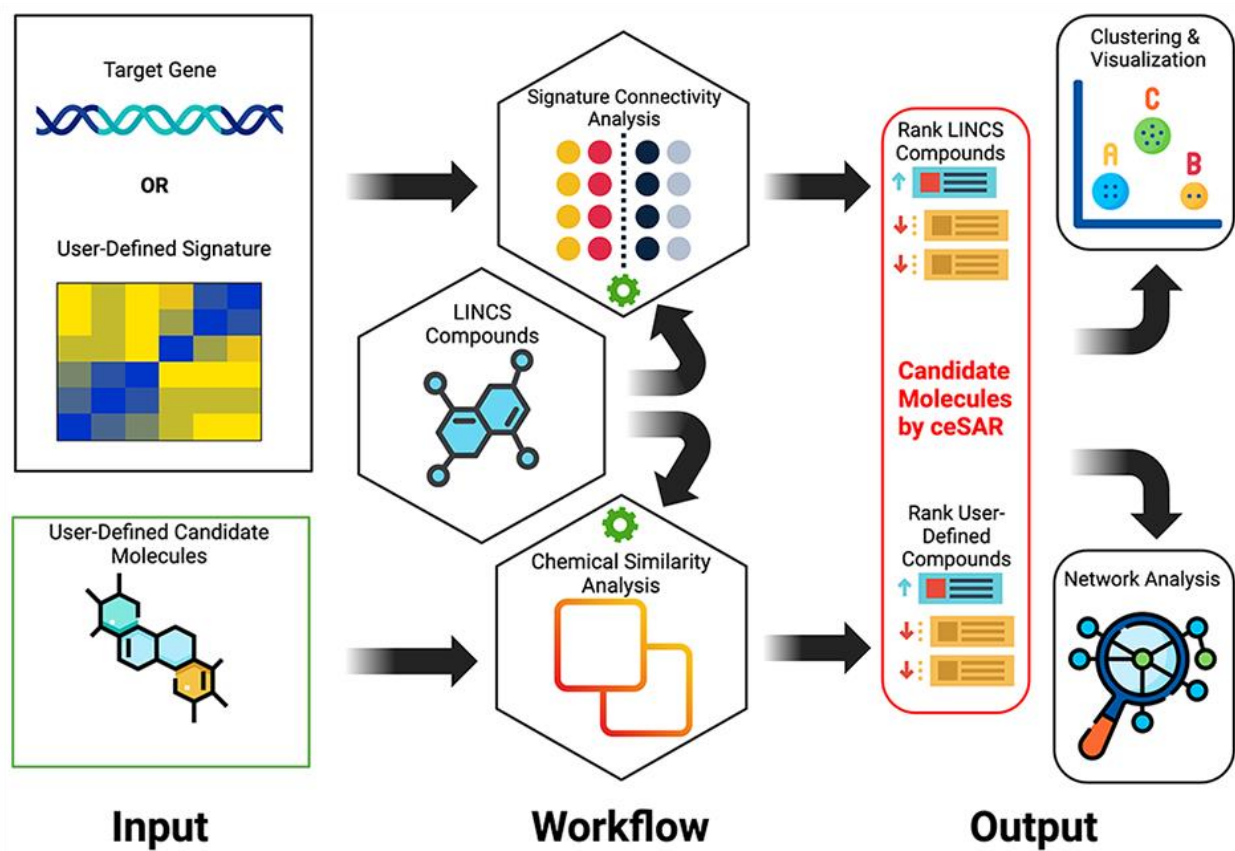 Target Gene
OR
User-Defined Signature
User-Defined Candidate
Molecules
Input
Signature Connectivity
Analysis
LINCS
Compounds
Chemical Similarity
Analysis
Workflow
Rank LINCS
Compounds
Candidate
Molecules
by ceSAR
Rank User-
Defined
Compounds
Clustering &
Visualization
C
A
B
Network Analysis
Output